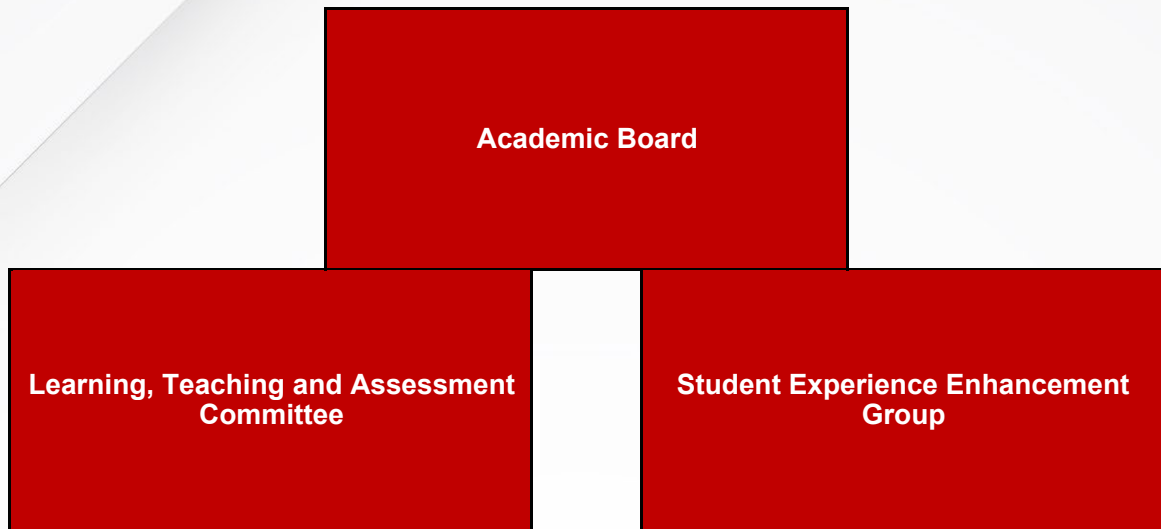 Academic Board
Learning, Teaching and Assessment
Committee
Student Experience Enhancement
Group